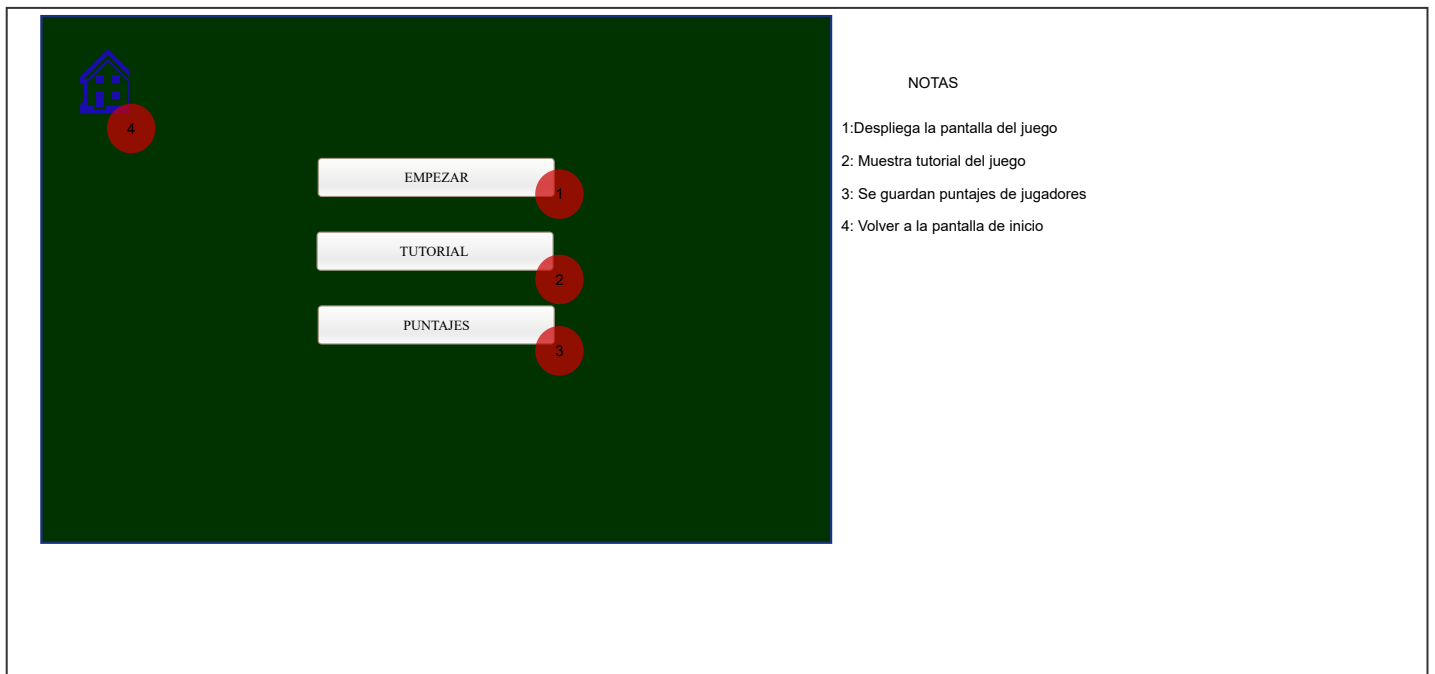 4
EMPEZAR
1
TUTORIAL
2
PUNTAJES
3
NOTAS
1:Despliega la pantalla del juego
2: Muestra tutorial del juego
3: Se guardan puntajes de jugadores
4: Volver a la pantalla de inicio